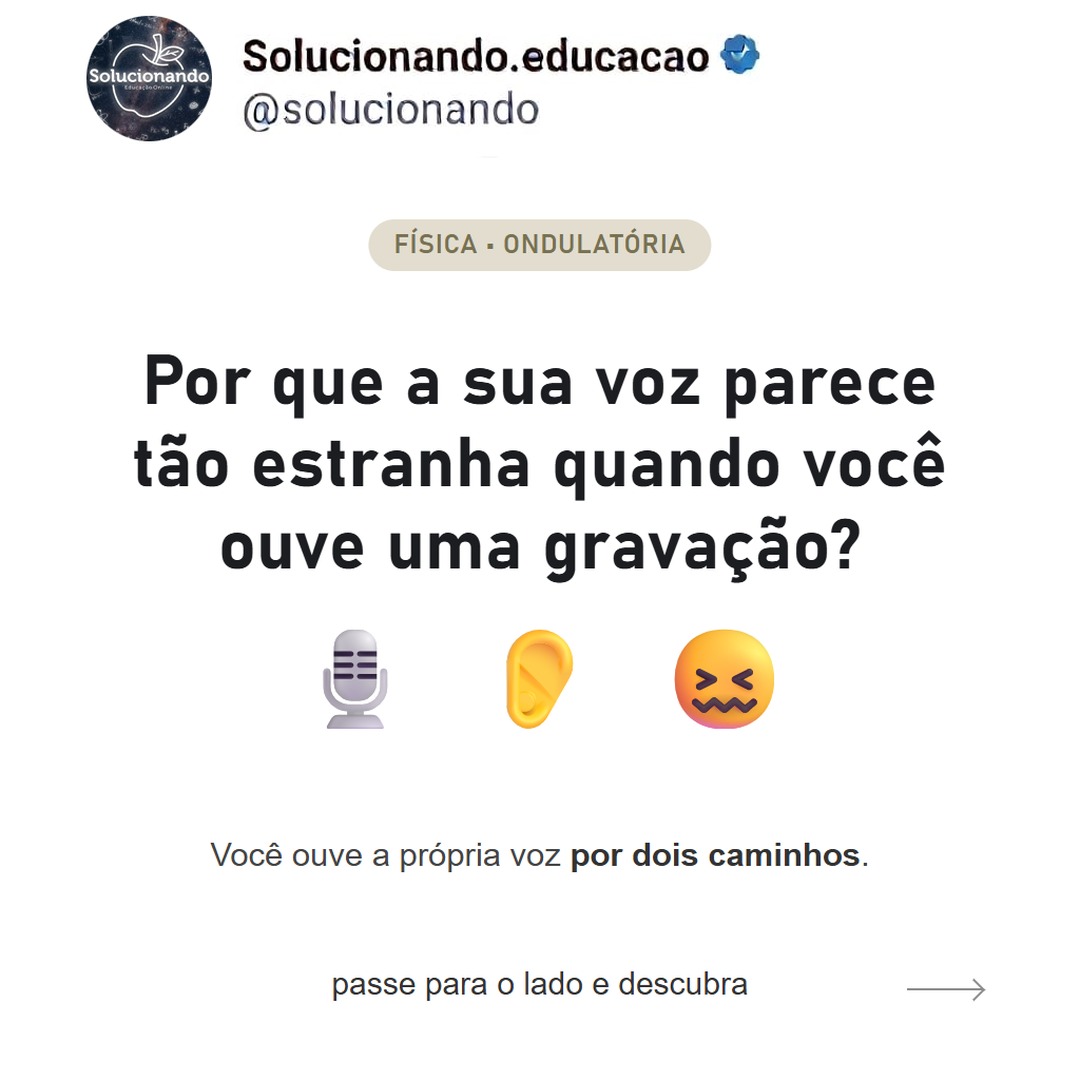 Solucionando
Educação Online
Solucionando.educacao
@solucionando
FÍSICA • ONDULATÓRIA
Por que a sua voz parece
tão estranha quando você
ouve uma gravação?
Você ouve a própria voz por dois caminhos.
passe para o lado e descubra